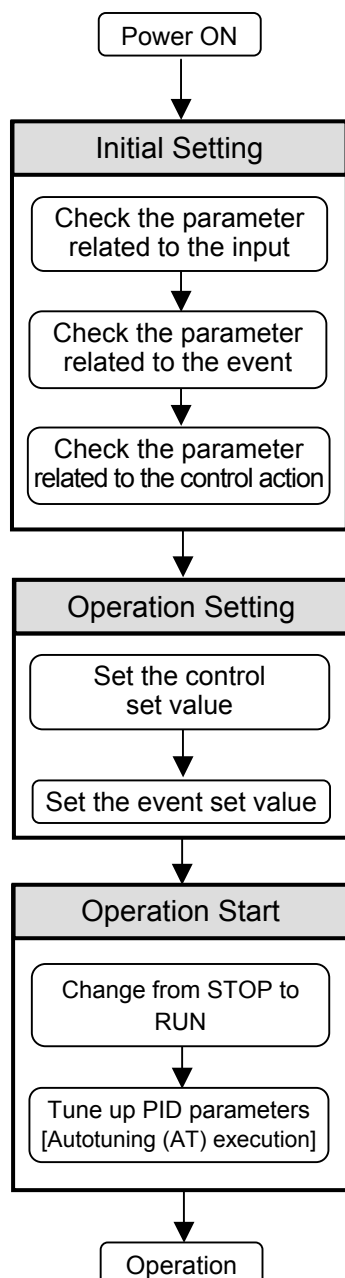 Power ON
Initial Setting
Check the parameter
related to the input
Check the parameter
related to the event
Check the parameter
related to the control action
Operation Setting
Set the control
set value
Set the event set value
Operation Start
Change from STOP to
RUN
Tune up PID parameters
[Autotuning (AT) execution]
Operation